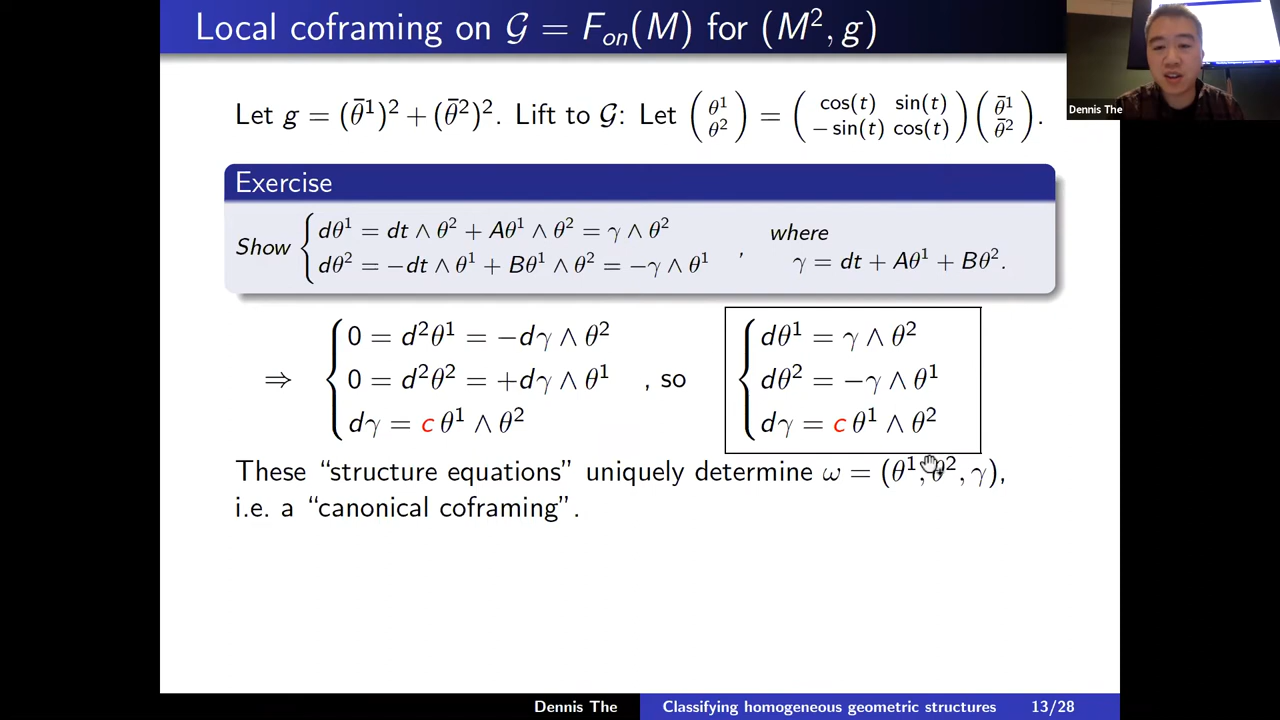 Local coframing on 𝒢 = F_on(M) for (M², g)
Dennis The
Let g = (θ̄¹)² + (θ̄²)². Lift to 𝒢: Let (θ¹ θ²) = (cos(t) sin(t) − sin(t) cos(t)) (θ̄¹ θ̄²).
Exercise
Show { dθ¹ = dt ∧ θ² + Aθ¹ ∧ θ² = γ ∧ θ²
dθ² = −dt ∧ θ¹ + Bθ¹ ∧ θ² = −γ ∧ θ¹ ,
where
γ = dt + Aθ¹ + Bθ².
⇒ { 0 = d²θ¹ = −dγ ∧ θ²
0 = d²θ² = +dγ ∧ θ¹
dγ = c θ¹ ∧ θ²
, so
{ dθ¹ = γ ∧ θ²
dθ² = −γ ∧ θ¹
dγ = c θ¹ ∧ θ²
These “structure equations” uniquely determine ω = (θ¹, θ², γ),
i.e. a “canonical coframing”.
Dennis The
Classifying homogeneous geometric structures
13/28